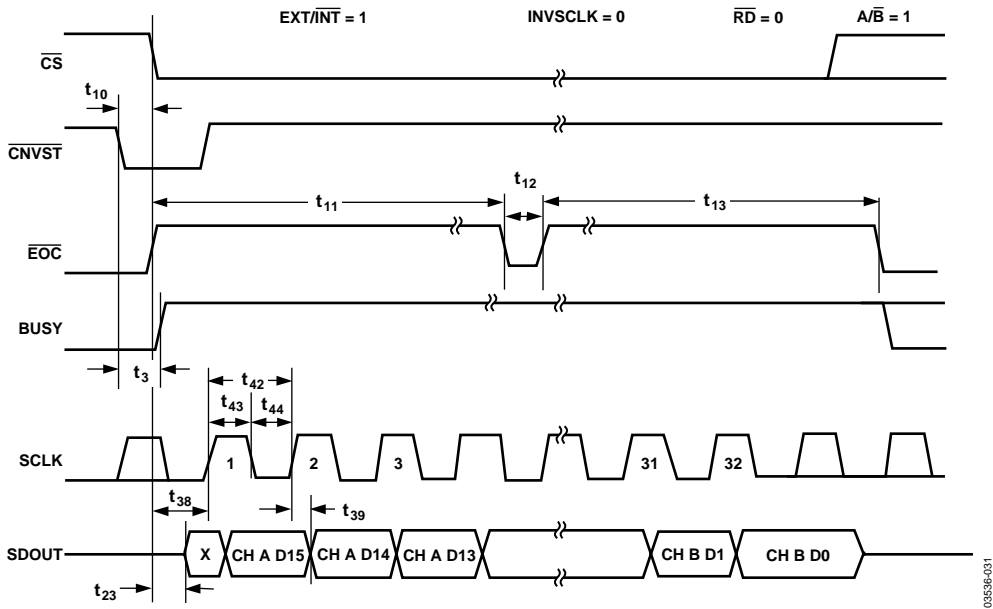 EXT/INT = 1 INVSCLK = 0 RD = 0 A/B = 1
CS
t10
CNVST
t12
t11 t13
EOC
BUSY
t3
t42
t43 t44
SCLK 1 2 3 31 32
t38
t39
SDOUT X CH A D15 CH A D14 CH A D13 CH B D1 CH B D0
t23
03536-031